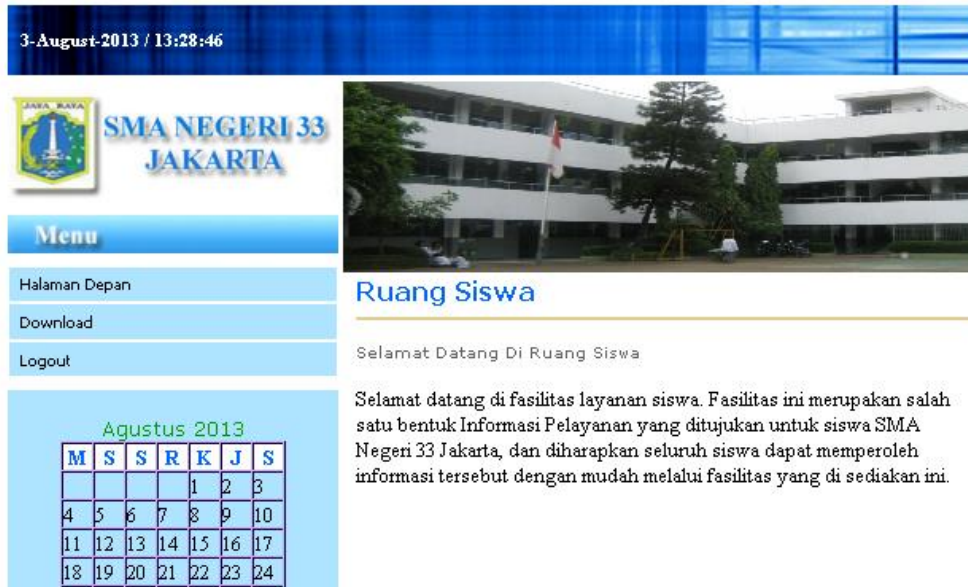 3-August-2013 / 13:28:46
JAYA RAYA
SMA NEGERI 33
JAKARTA
Menu
Halaman Depan
Download
Logout
Agustus 2013
M S S R K J S
1 2 3
4 5 6 7 8 9 10
11 12 13 14 15 16 17
18 19 20 21 22 23 24
Ruang Siswa
Selamat Datang Di Ruang Siswa
Selamat datang di fasilitas layanan siswa. Fasilitas ini merupakan salah
satu bentuk Informasi Pelayanan yang ditujukan untuk siswa SMA
Negeri 33 Jakarta, dan diharapkan seluruh siswa dapat memperoleh
informasi tersebut dengan mudah melalui fasilitas yang di sediakan ini.